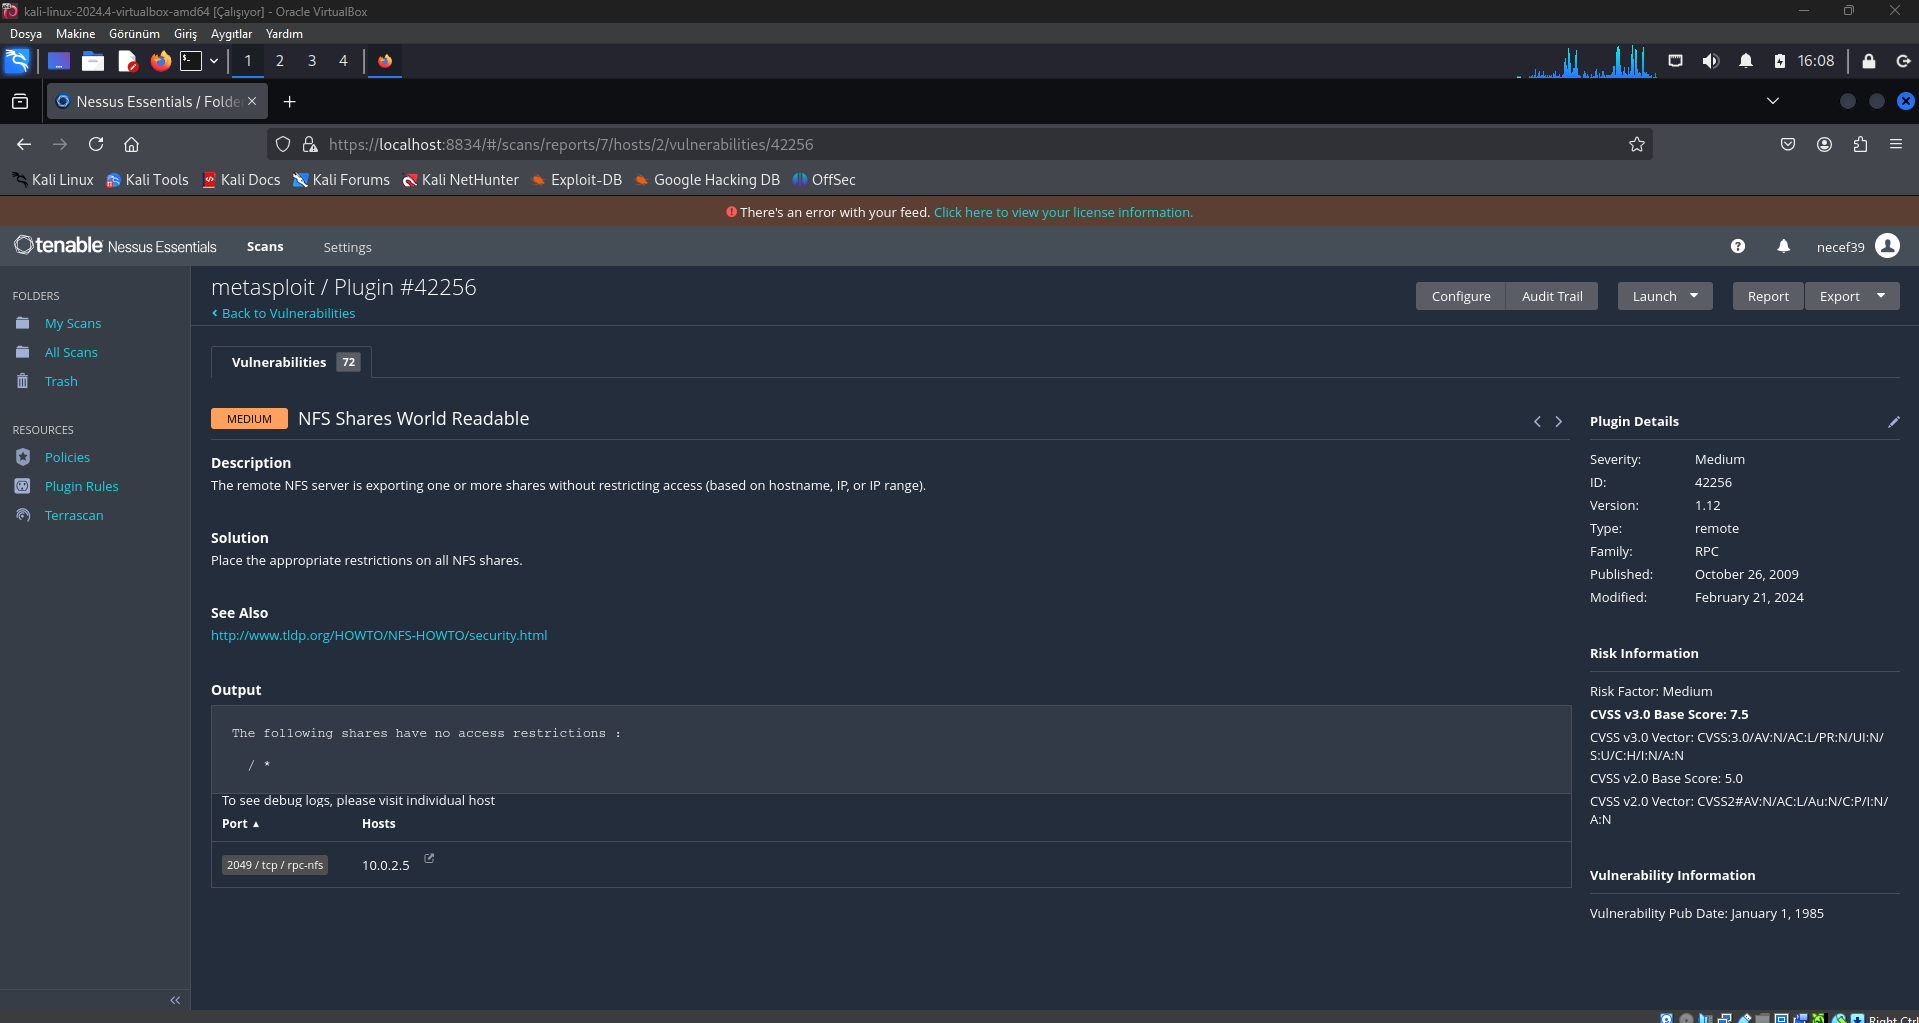 kali-linux-2024.4-virtualbox-amd64 [Çalışıyor] - Oracle VirtualBox
Dosya Makine Görünüm Giriş Aygıtlar Yardım
1 2 3 4 16:08
Nessus Essentials / Folde
https://localhost:8834/#/scans/reports/7/hosts/2/vulnerabilities/42256
Kali Linux Kali Tools Kali Docs Kali Forums Kali NetHunter Exploit-DB Google Hacking DB OffSec
There's an error with your feed. Click here to view your license information.
tenable Nessus Essentials Scans Settings necef39
FOLDERS
My Scans
All Scans
Trash
RESOURCES
Policies
Plugin Rules
Terrascan
metasploit / Plugin #42256
Back to Vulnerabilities
Configure Audit Trail Launch Report Export
Vulnerabilities 72
MEDIUM NFS Shares World Readable
Description
The remote NFS server is exporting one or more shares without restricting access (based on hostname, IP, or IP range).
Solution
Place the appropriate restrictions on all NFS shares.
See Also
http://www.tldp.org/HOWTO/NFS-HOWTO/security.html
Output
The following shares have no access restrictions :
/ *
To see debug logs, please visit individual host
Port ▲ Hosts
2049 / tcp / rpc-nfs 10.0.2.5
Plugin Details
Severity: Medium
ID: 42256
Version: 1.12
Type: remote
Family: RPC
Published: October 26, 2009
Modified: February 21, 2024
Risk Information
Risk Factor: Medium
CVSS v3.0 Base Score: 7.5
CVSS v3.0 Vector: CVSS:3.0/AV:N/AC:L/PR:N/UI:N/
S:U/C:H/I:N/A:N
CVSS v2.0 Base Score: 5.0
CVSS v2.0 Vector: CVSS2#AV:N/AC:L/Au:N/C:P/I:N/
A:N
Vulnerability Information
Vulnerability Pub Date: January 1, 1985
Right Ctrl